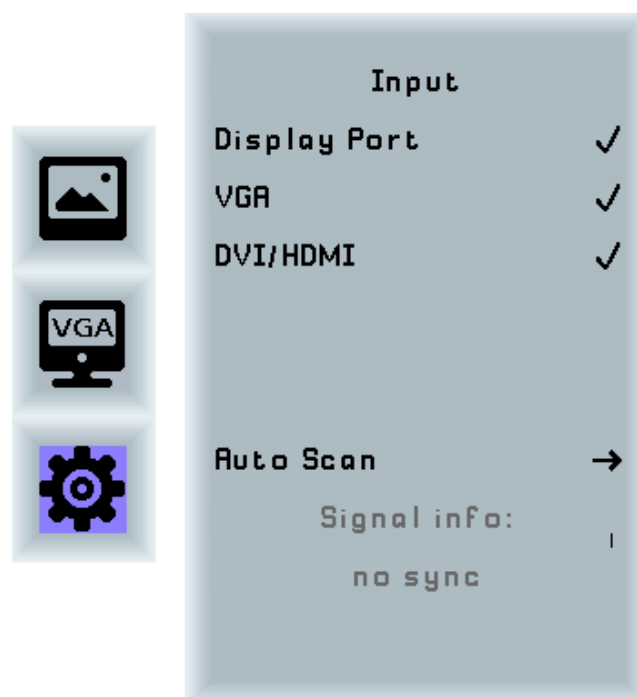 Input
Display Port
VGA
DVI/HDMI
VGA
Auto Scan
Signal info:
no sync